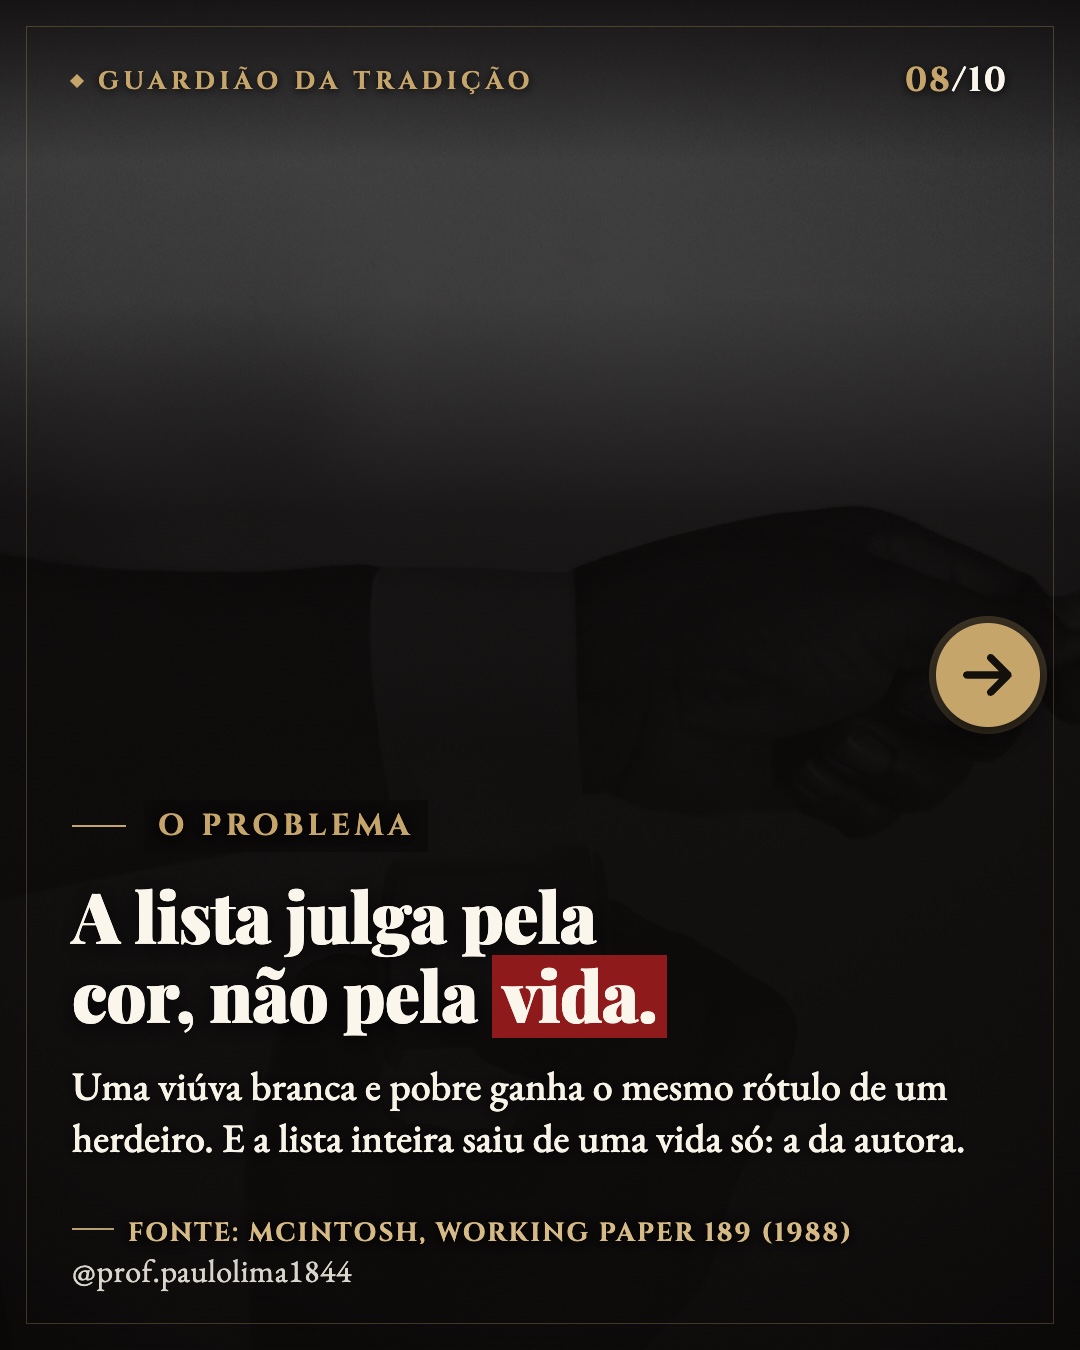 GUARDIÃO DA TRADIÇÃO
08/10
O PROBLEMA
A lista julga pela
cor, não pela vida.
Uma viúva branca e pobre ganha o mesmo rótulo de um
herdeiro. E a lista inteira saiu de uma vida só: a da autora.
FONTE: MCINTOSH, WORKING PAPER 189 (1988)
@prof.paulolima1844